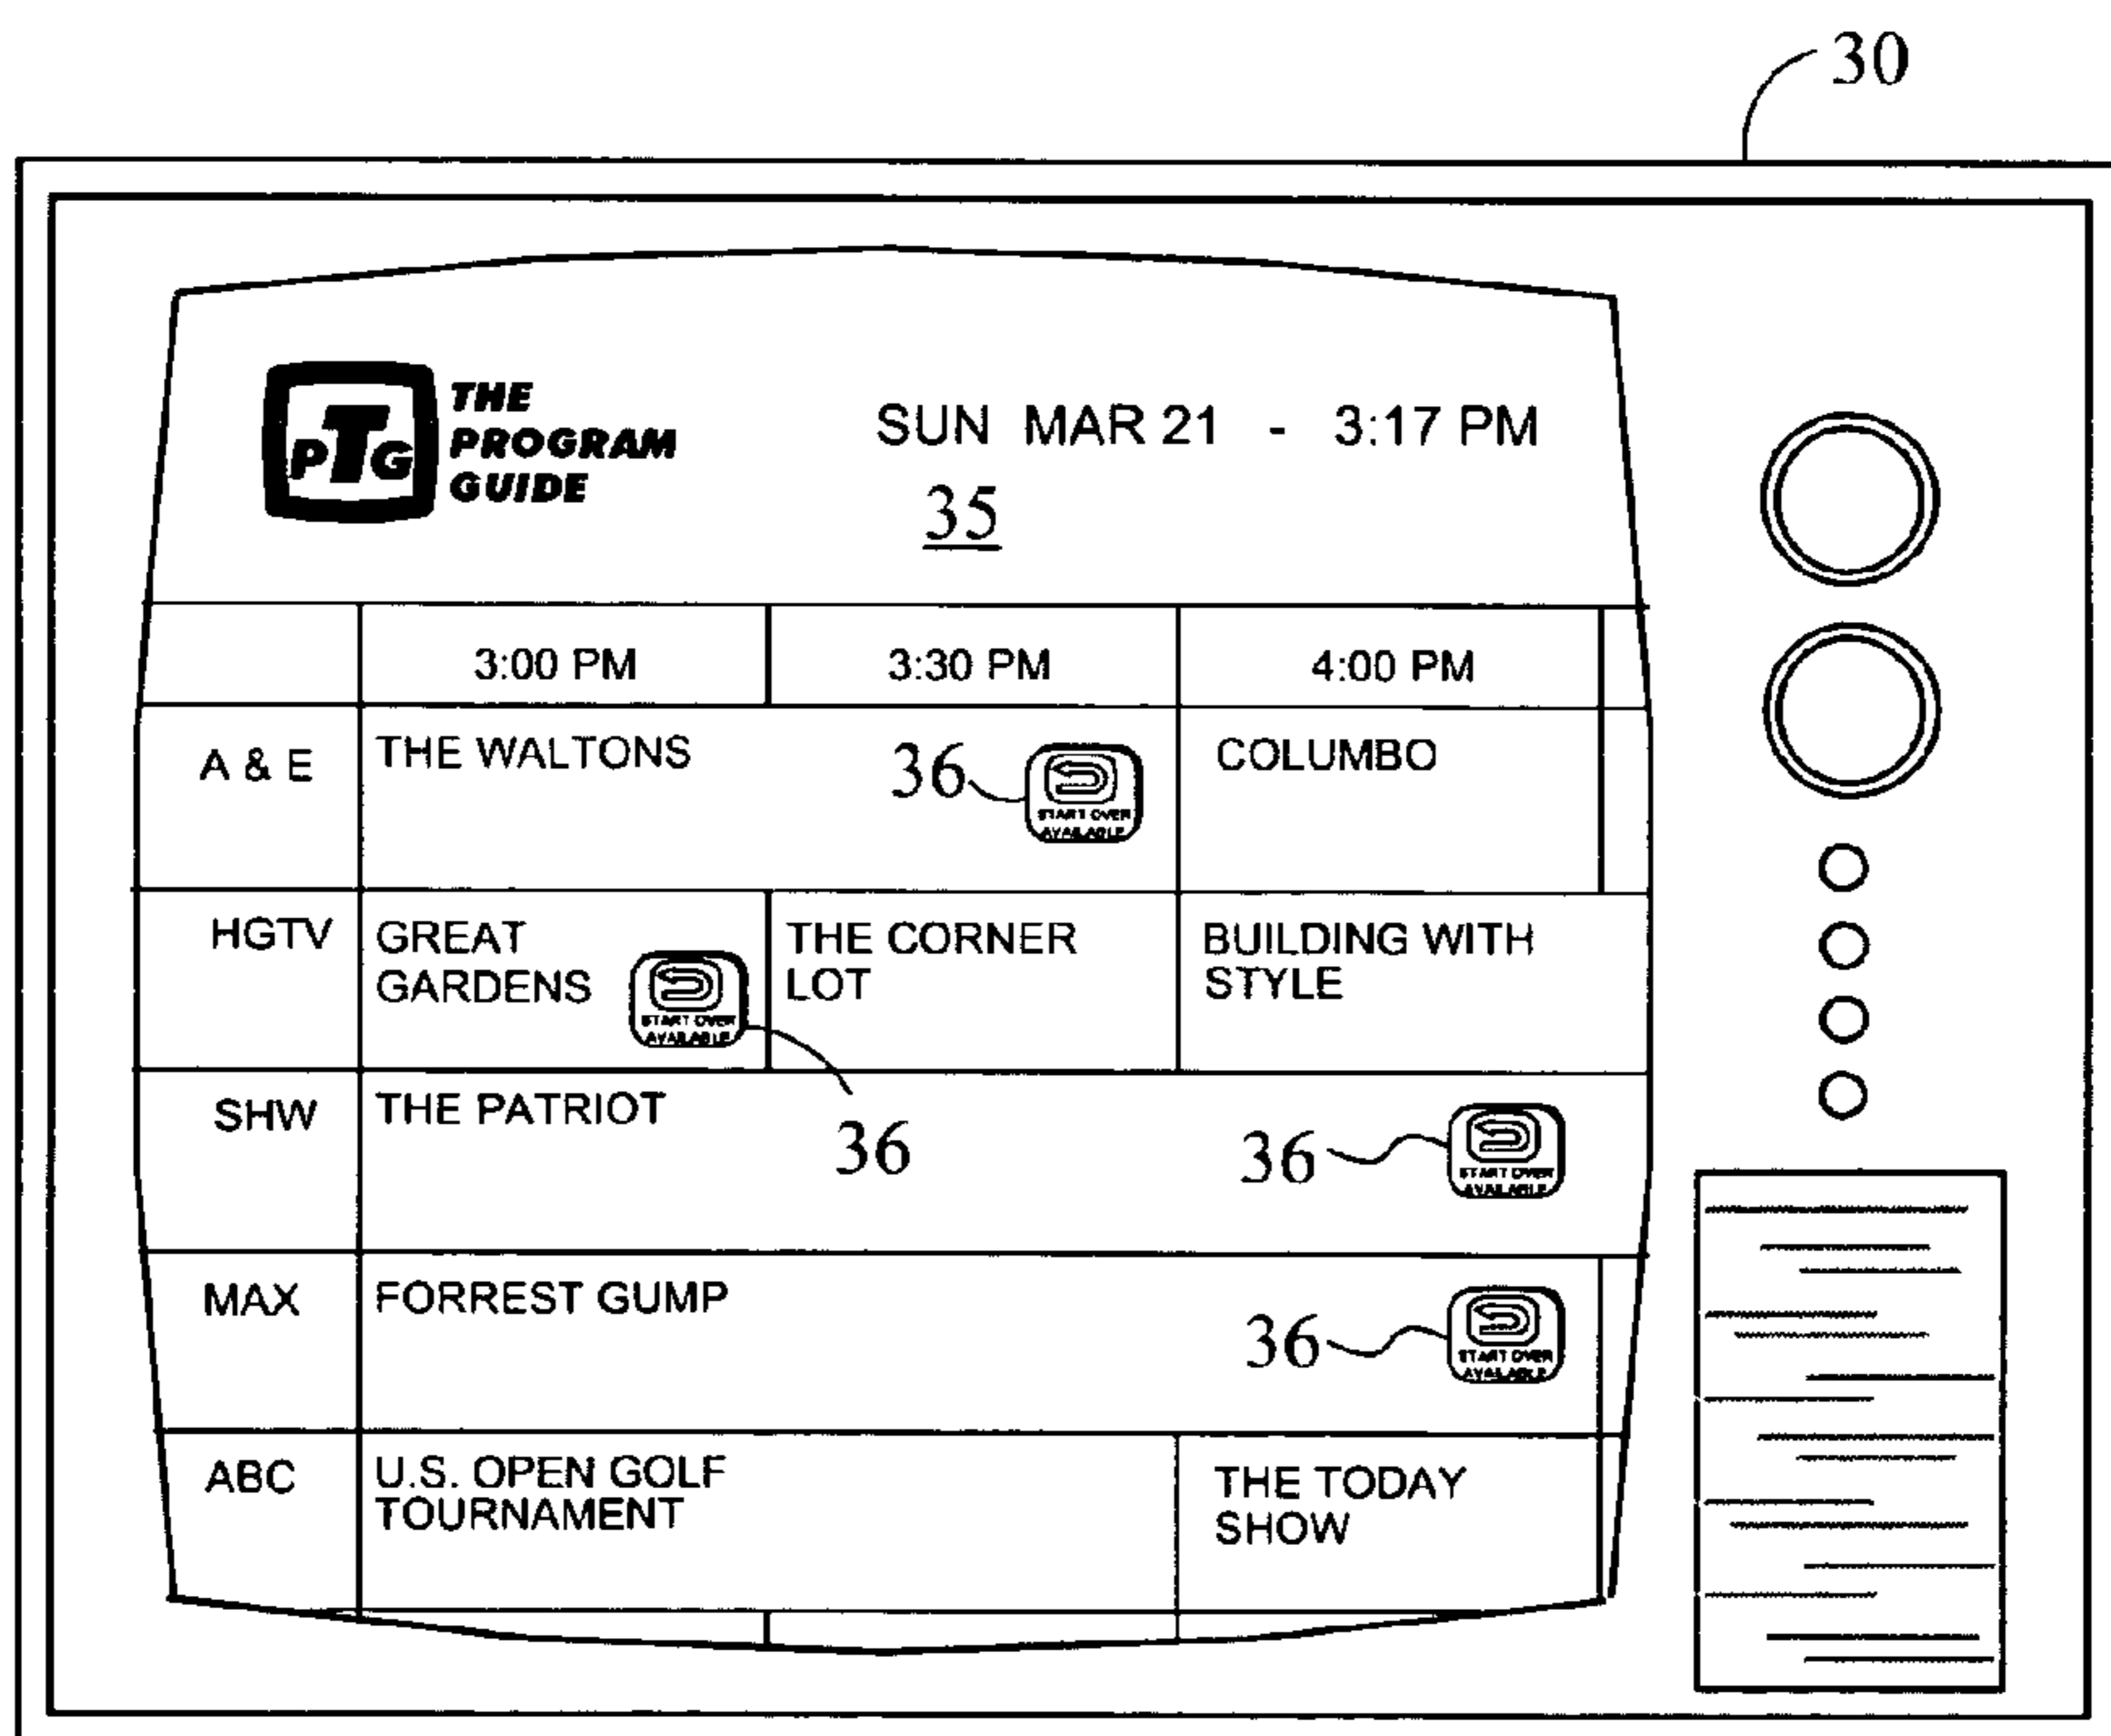 30
PTG
THE
PROGRAM
GUIDE
SUN MAR 21 - 3:17 PM
35
3:00 PM 3:30 PM 4:00 PM
A & E THE WALTONS 36 COLUMBO
START OVER
AVAILABLE
HGTV GREAT THE CORNER BUILDING WITH
GARDENS LOT STYLE
START OVER
AVAILABLE
SHW THE PATRIOT
36 36
START OVER
AVAILABLE
MAX FORREST GUMP
36
START OVER
AVAILABLE
ABC U.S. OPEN GOLF THE TODAY
TOURNAMENT SHOW